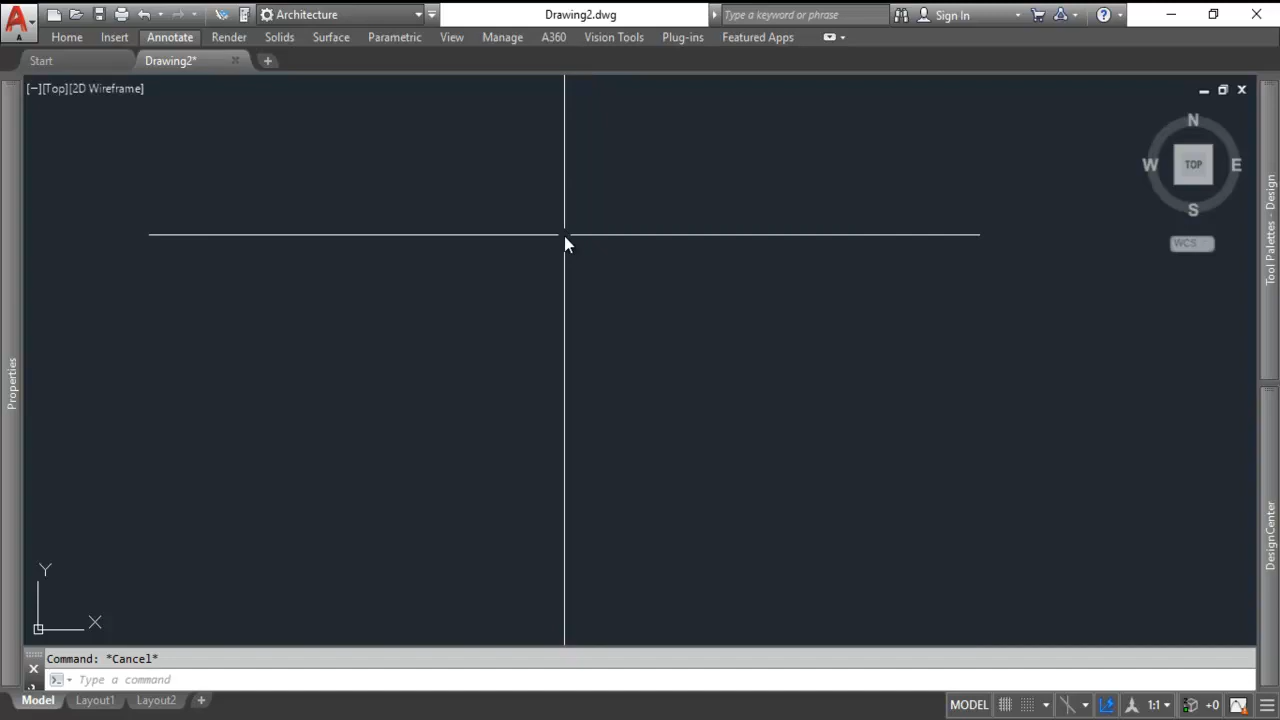 Architecture Drawing2.dwg Type a keyword or phrase Sign In
A
Home Insert Annotate Render Solids Surface Parametric View Manage A360 Vision Tools Plug-ins Featured Apps
Start Drawing2*
[−][Top][2D Wireframe]
N
W TOP E
S
WCS
Tool Palettes - Design
Properties
DesignCenter
Y
X
Command: *Cancel*
Type a command
Model Layout1 Layout2 + MODEL 1:1 +0